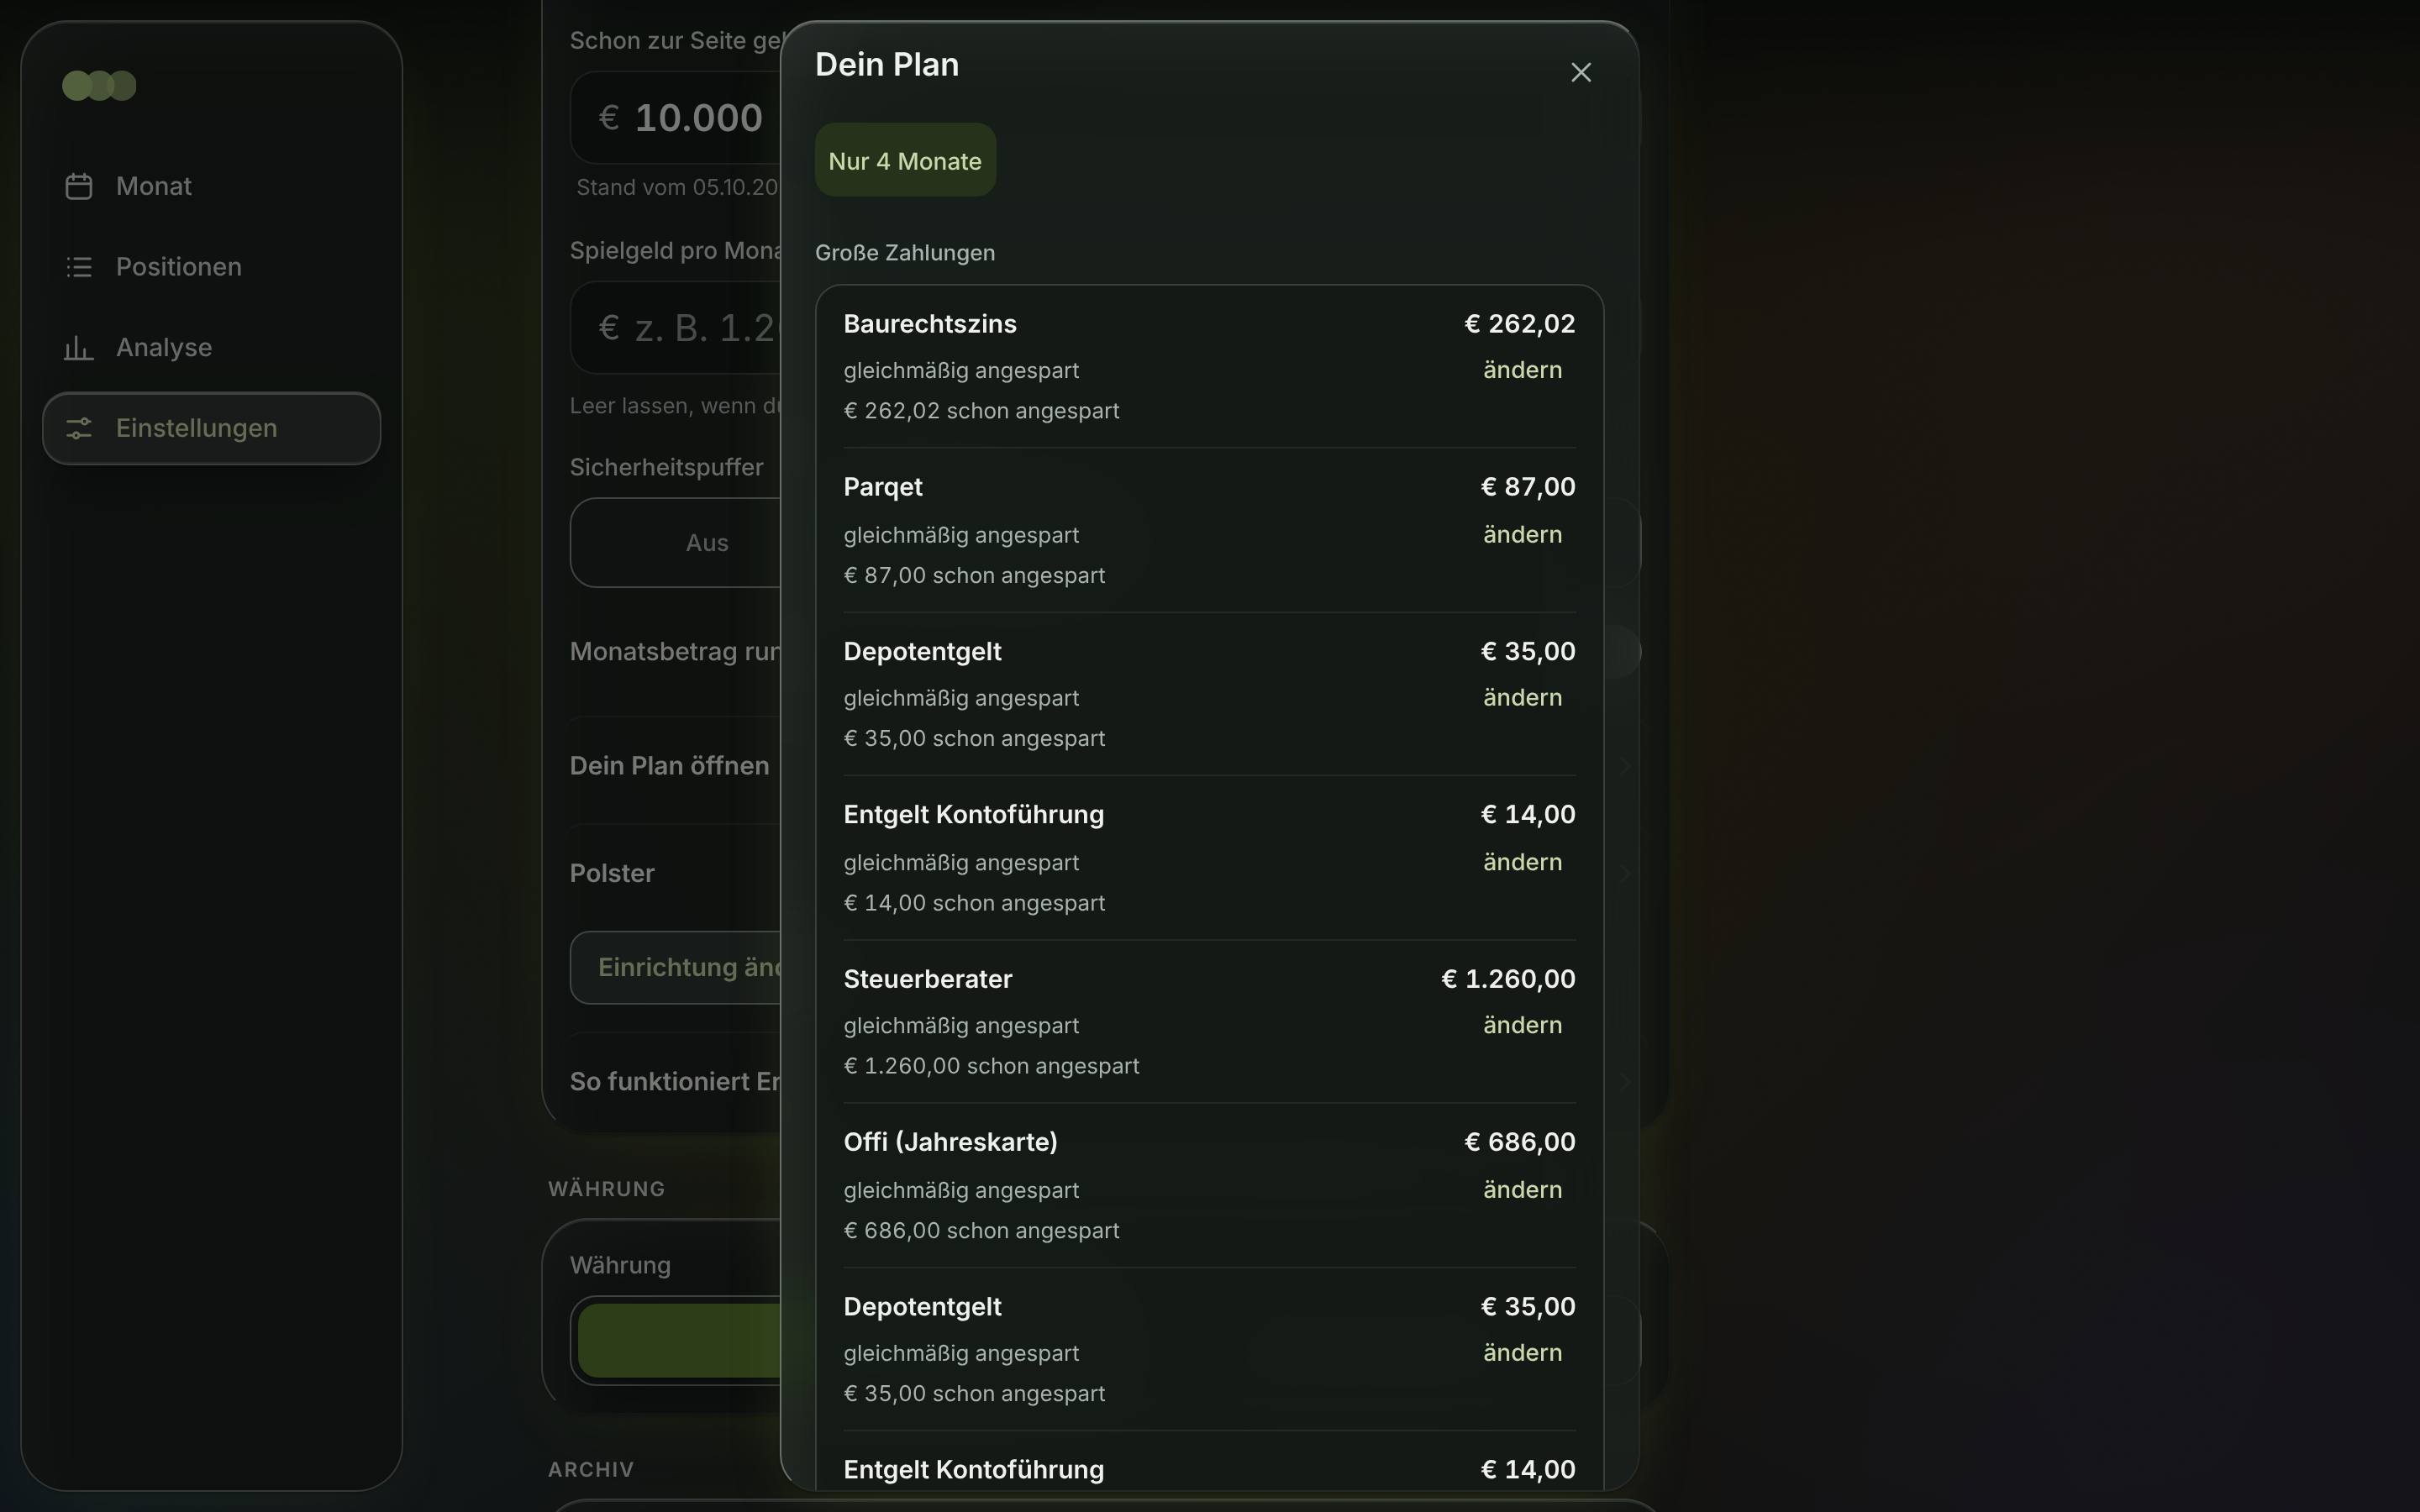 Monat
Positionen
Analyse
Einstellungen
Schon zur Seite
€ 10.000
Stand vom 05.10.20
Spielgeld pro
€ z. B.
Leer lassen, wenn
Sicherheitspuffer
Aus
Monatsbetrag
Dein Plan öffnen
Polster
Einrichtung
So funktioniert
WÄHRUNG
Währung
ARCHIV
Dein Plan
Nur 4 Monate
Große Zahlungen
Baurechtszins € 262,02
gleichmäßig angespart ändern
€ 262,02 schon angespart
Parqet € 87,00
gleichmäßig angespart ändern
€ 87,00 schon angespart
Depotentgelt € 35,00
gleichmäßig angespart ändern
€ 35,00 schon angespart
Entgelt Kontoführung € 14,00
gleichmäßig angespart ändern
€ 14,00 schon angespart
Steuerberater € 1.260,00
gleichmäßig angespart ändern
€ 1.260,00 schon angespart
Offi (Jahreskarte) € 686,00
gleichmäßig angespart ändern
€ 686,00 schon angespart
Depotentgelt € 35,00
gleichmäßig angespart ändern
€ 35,00 schon angespart
Entgelt Kontoführung € 14,00